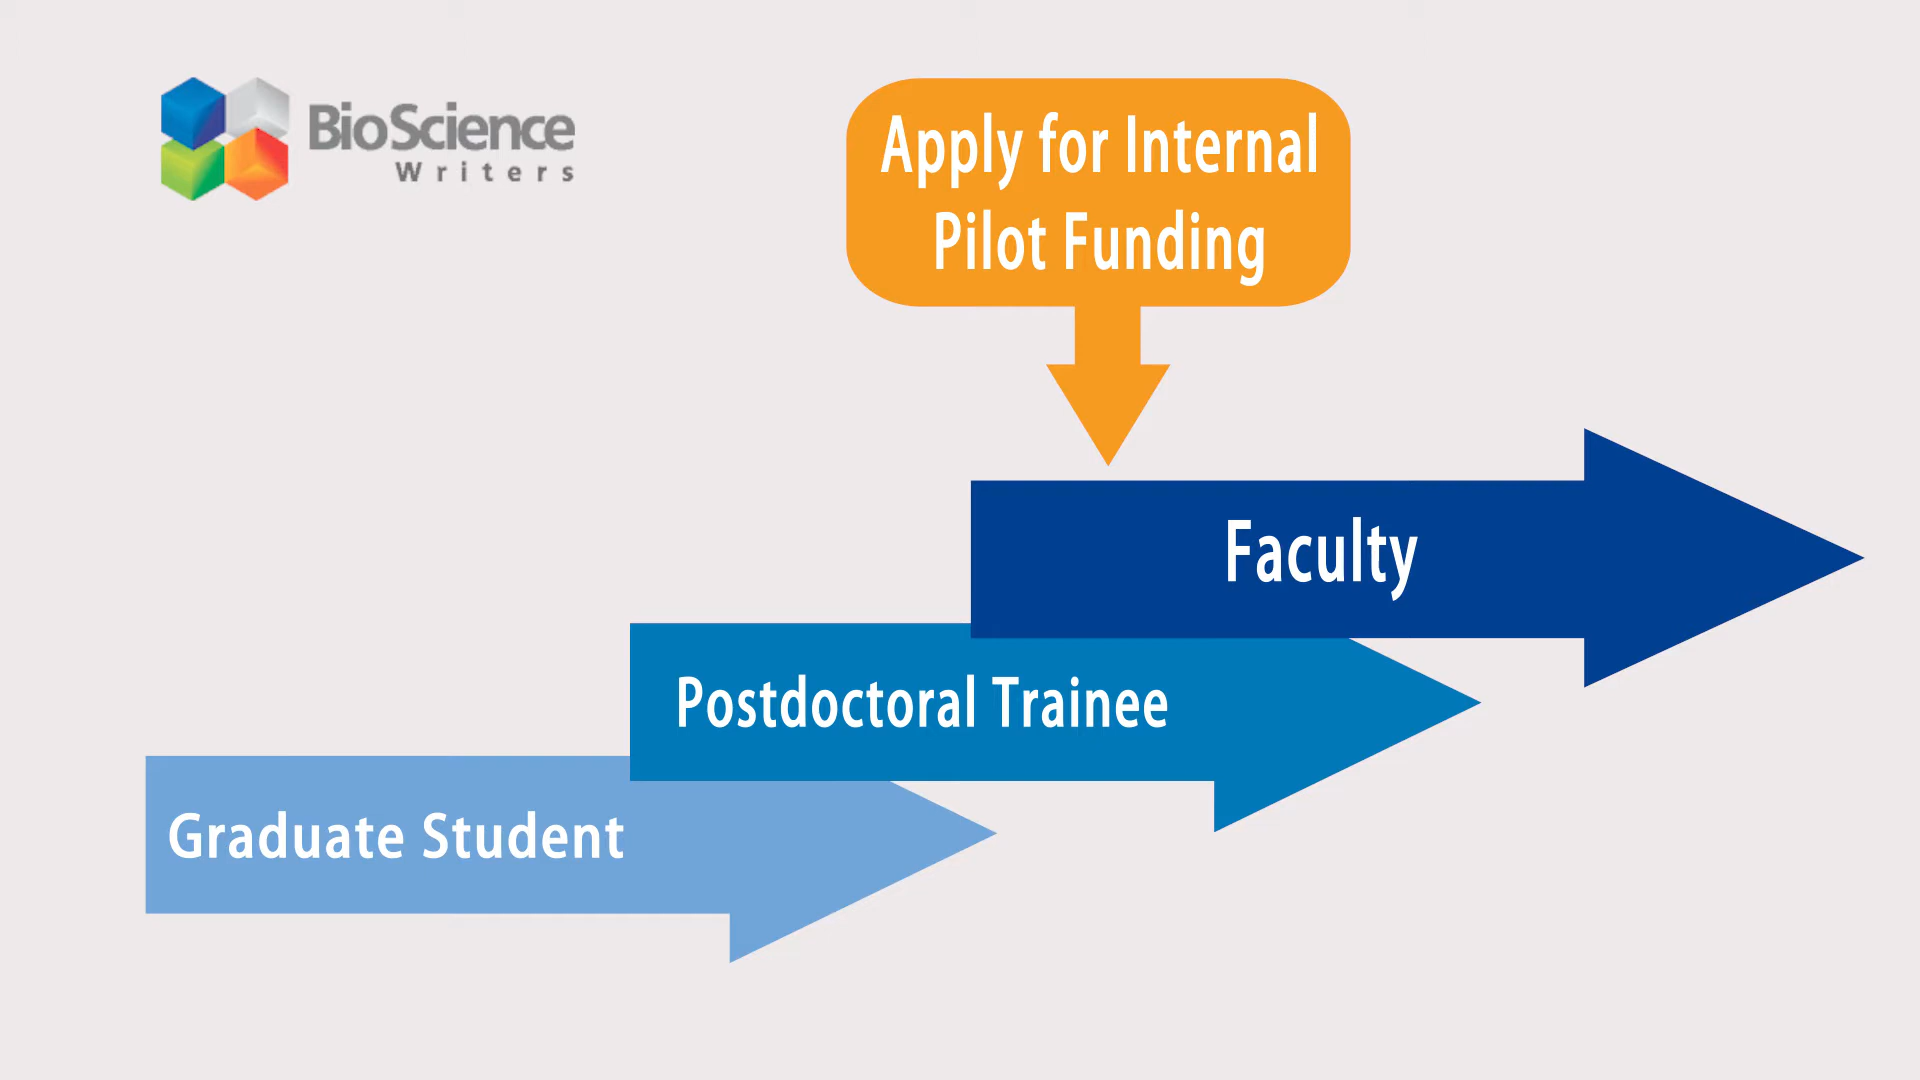 BioScience
Writers
Apply for Internal
Pilot Funding
Faculty
Postdoctoral Trainee
Graduate Student